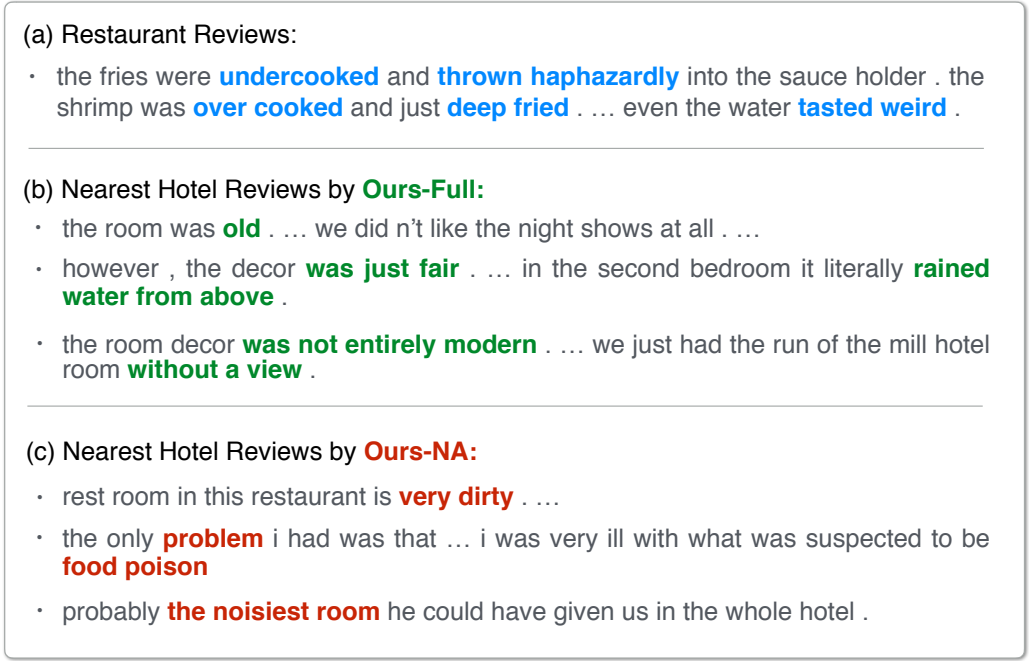 (a) Restaurant Reviews:
· the fries were undercooked and thrown haphazardly into the sauce holder . the
shrimp was over cooked and just deep fried . … even the water tasted weird .
(b) Nearest Hotel Reviews by Ours-Full:
· the room was old . … we did n't like the night shows at all . …
· however , the decor was just fair . … in the second bedroom it literally rained
water from above .
· the room decor was not entirely modern . … we just had the run of the mill hotel
room without a view .
(c) Nearest Hotel Reviews by Ours-NA:
· rest room in this restaurant is very dirty . …
· the only problem i had was that … i was very ill with what was suspected to be
food poison
· probably the noisiest room he could have given us in the whole hotel .